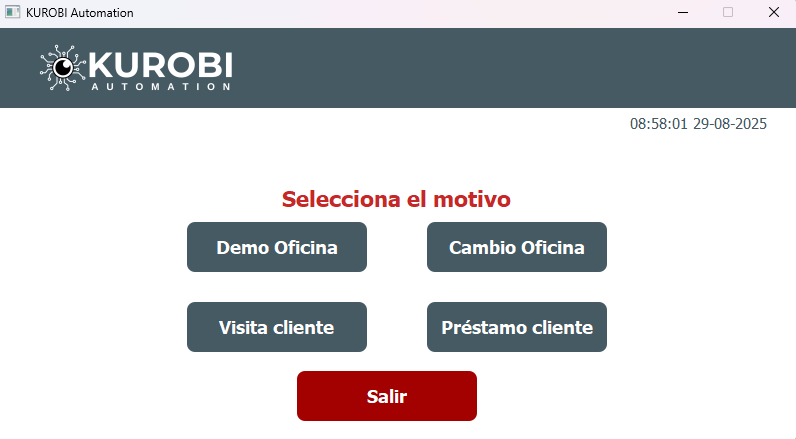 KUROBI Automation
KUROBI
AUTOMATION
08:58:01 29-08-2025
Selecciona el motivo
Demo Oficina
Cambio Oficina
Visita cliente
Préstamo cliente
Salir